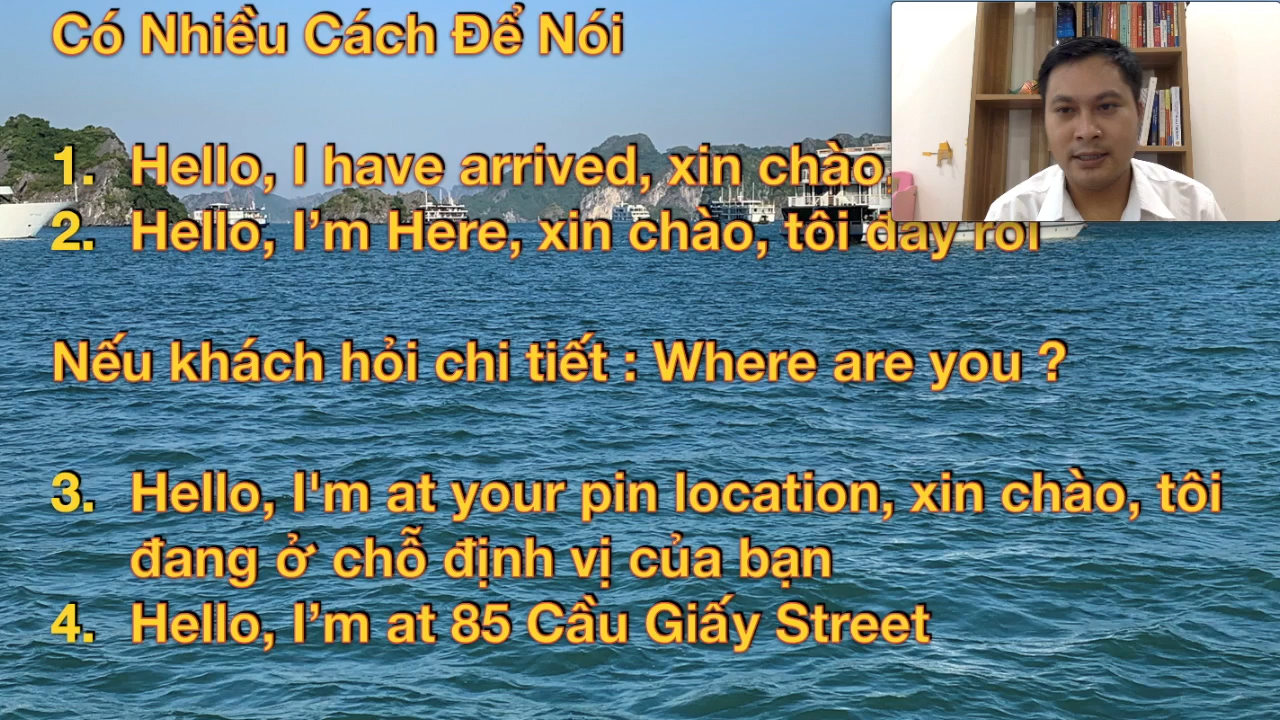 Có Nhiều Cách Để Nói
1. Hello, I have arrived, xin chào,
2. Hello, I’m Here, xin chào, tôi đây rồi
Nếu khách hỏi chi tiết : Where are you ?
3. Hello, I'm at your pin location, xin chào, tôi
đang ở chỗ định vị của bạn
4. Hello, I’m at 85 Cầu Giấy Street